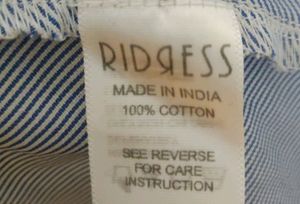 RIDRESS
MADE IN INDIA
100% COTTON
SEE REVERSE
FOR CARE
INSTRUCTION